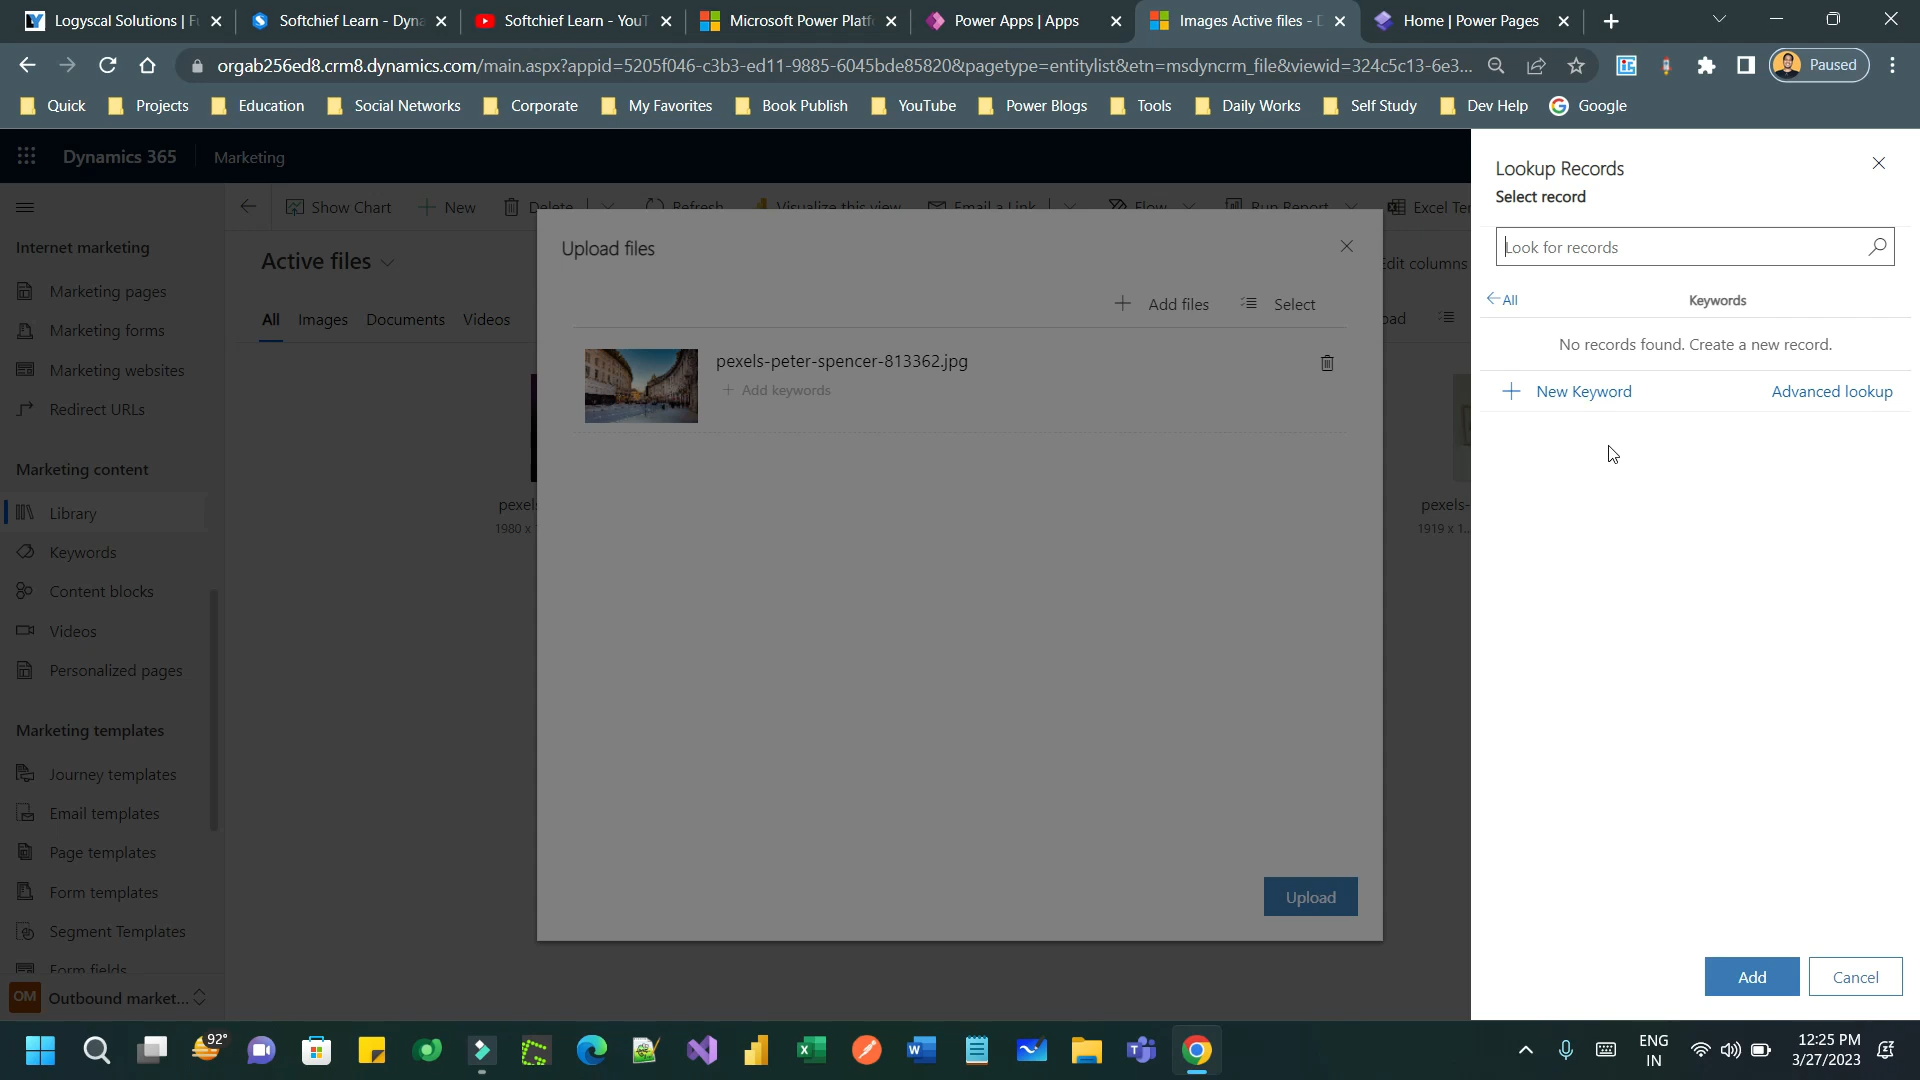 Logyscal Solutions | Fu
Softchief Learn - Dyna
Softchief Learn - YouT
Microsoft Power Platf
Power Apps | Apps
Images Active files - D
Home | Power Pages
orgab256ed8.crm8.dynamics.com/main.aspx?appid=5205f046-c3b3-ed11-9885-6045bde85820&pagetype=entitylist&etn=msdyncrm_file&viewid=324c5c13-6e3...
Paused
Quick
Projects
Education
Social Networks
Corporate
My Favorites
Book Publish
YouTube
Power Blogs
Tools
Daily Works
Self Study
Dev Help
Google
Dynamics 365
Marketing
Show Chart
New
Delete
Refresh
Visualize this view
Email a Link
Flow
Run Report
Excel Ter
Internet marketing
Marketing pages
Marketing forms
Marketing websites
Redirect URLs
Marketing content
Library
Keywords
Content blocks
Videos
Personalized pages
Marketing templates
Journey templates
Email templates
Page templates
Form templates
Segment Templates
Form fields
OM
Outbound market...
Active files
Edit columns
All
Images
Documents
Videos
pexel
1980 x
pexels-
1919 x 1...
Upload files
Add files
Select
pexels-peter-spencer-813362.jpg
Add keywords
Upload
Lookup Records
Select record
Look for records
All
Keywords
No records found. Create a new record.
New Keyword
Advanced lookup
Add
Cancel
92°
ENG
IN
12:25 PM
3/27/2023